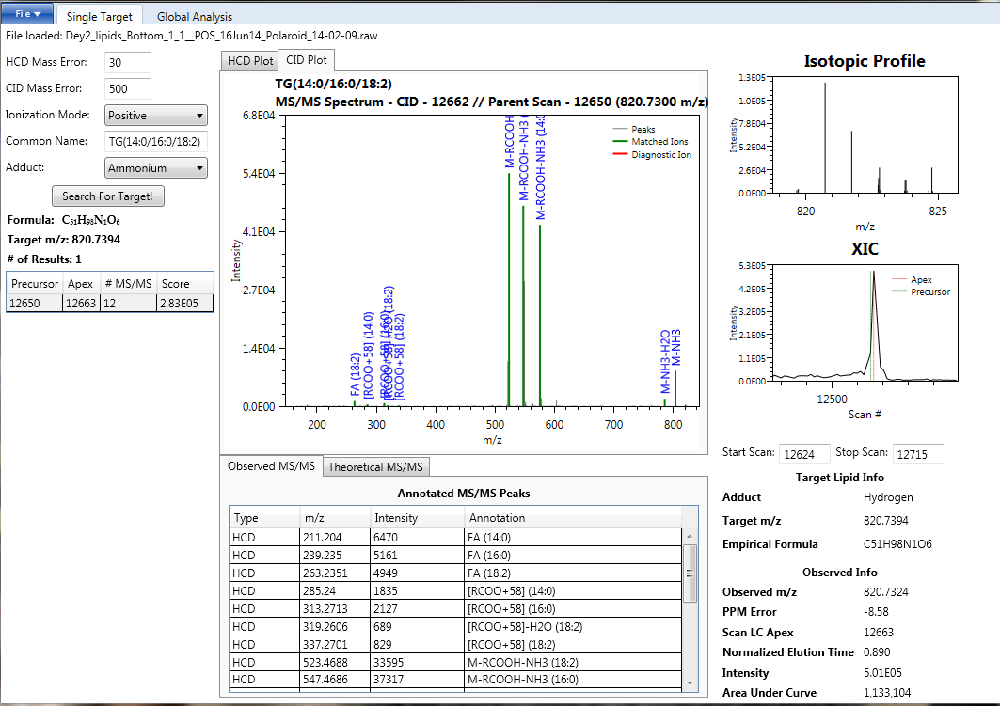 File
Single Target
Global Analysis
File loaded: Dey2_lipids_Bottom_1_1__POS_16Jun14_Polaroid_14-02-09.raw
HCD Mass Error: 30
CID Mass Error: 500
Ionization Mode: Positive
Common Name: TG(14:0/16:0/18:2)
Adduct: Ammonium
Search For Target!
Formula: C₅₁H₉₈N₁O₆
Target m/z: 820.7394
# of Results: 1
Precursor Apex # MS/MS Score
12650 12663 12 2.83E05
HCD Plot
CID Plot
TG(14:0/16:0/18:2)
MS/MS Spectrum - CID - 12662 // Parent Scan - 12650 (820.7300 m/z)
6.8E04
5.4E04
4.1E04
2.7E04
1.4E04
0.0E00
Intensity
FA (18:2)
[RCOO+58] (14:0)
[RCOO+58] (16:0)
[RCOO+58]-H2O (18:2)
[RCOO+58] (18:2)
M-RCOOH
M-RCOOH-NH3 (
M-RCOOH-NH3 (14:0
M-NH3-H2O
M-NH3
Peaks
Matched Ions
Diagnostic Ion
200 300 400 500 600 700 800
m/z
Observed MS/MS
Theoretical MS/MS
Annotated MS/MS Peaks
Type m/z Intensity Annotation
HCD 211.204 6470 FA (14:0)
HCD 239.235 5161 FA (16:0)
HCD 263.2351 4949 FA (18:2)
HCD 285.24 1835 [RCOO+58] (14:0)
HCD 313.2713 2127 [RCOO+58] (16:0)
HCD 319.2606 689 [RCOO+58]-H2O (18:2)
HCD 337.2701 829 [RCOO+58] (18:2)
HCD 523.4688 33595 M-RCOOH-NH3 (18:2)
HCD 547.4686 37317 M-RCOOH-NH3 (16:0)
Isotopic Profile
1.3E05
1.0E05
7.8E04
5.2E04
2.6E04
0.0E00
Intensity
820 825
m/z
XIC
5.3E05
4.2E05
3.2E05
2.1E05
1.1E05
0.0E00
Intensity
Apex
Precursor
12500
Scan #
Start Scan: 12624 Stop Scan: 12715
Target Lipid Info
Adduct Hydrogen
Target m/z 820.7394
Empirical Formula C51H98N1O6
Observed Info
Observed m/z 820.7324
PPM Error -8.58
Scan LC Apex 12663
Normalized Elution Time 0.890
Intensity 5.01E05
Area Under Curve 1,133,104